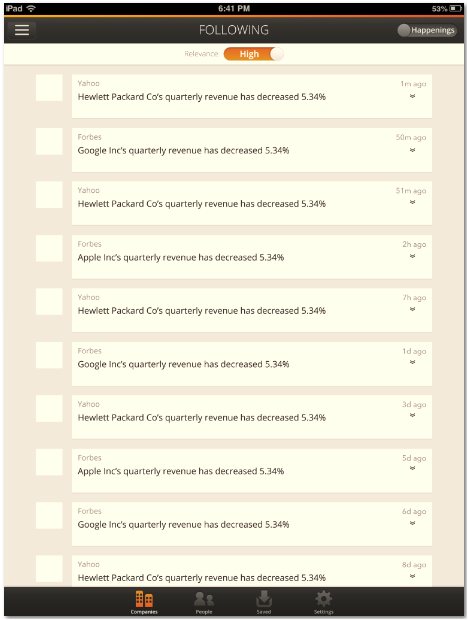 iPad 6:41 PM 53%
FOLLOWING
Happenings
Relevance High
Yahoo 1m ago
Hewlett Packard Co's quarterly revenue has decreased 5.34%
Forbes 50m ago
Google Inc's quarterly revenue has decreased 5.34%
Yahoo 51m ago
Hewlett Packard Co's quarterly revenue has decreased 5.34%
Forbes 2h ago
Apple Inc's quarterly revenue has decreased 5.34%
Yahoo 7h ago
Hewlett Packard Co's quarterly revenue has decreased 5.34%
Forbes 1d ago
Google Inc's quarterly revenue has decreased 5.34%
Yahoo 3d ago
Hewlett Packard Co's quarterly revenue has decreased 5.34%
Forbes 5d ago
Apple Inc's quarterly revenue has decreased 5.34%
Forbes 6d ago
Google Inc's quarterly revenue has decreased 5.34%
Yahoo 8d ago
Hewlett Packard Co's quarterly revenue has decreased 5.34%
Companies People Saved Settings